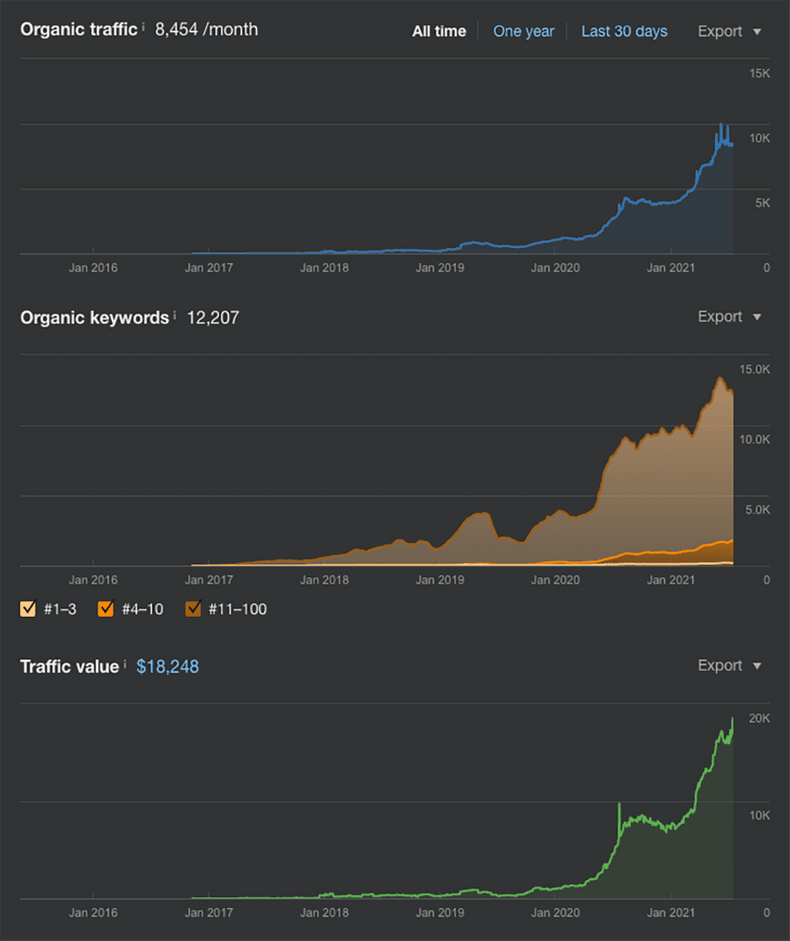 Organic traffic i 8,454 /month All time One year Last 30 days Export
15K
10K
5K
Jan 2016 Jan 2017 Jan 2018 Jan 2019 Jan 2020 Jan 2021 0
Organic keywords i 12,207 Export
15.0K
10.0K
5.0K
Jan 2016 Jan 2017 Jan 2018 Jan 2019 Jan 2020 Jan 2021 0
#1–3 #4–10 #11–100
Traffic value i $18,248 Export
20K
10K
Jan 2016 Jan 2017 Jan 2018 Jan 2019 Jan 2020 Jan 2021 0